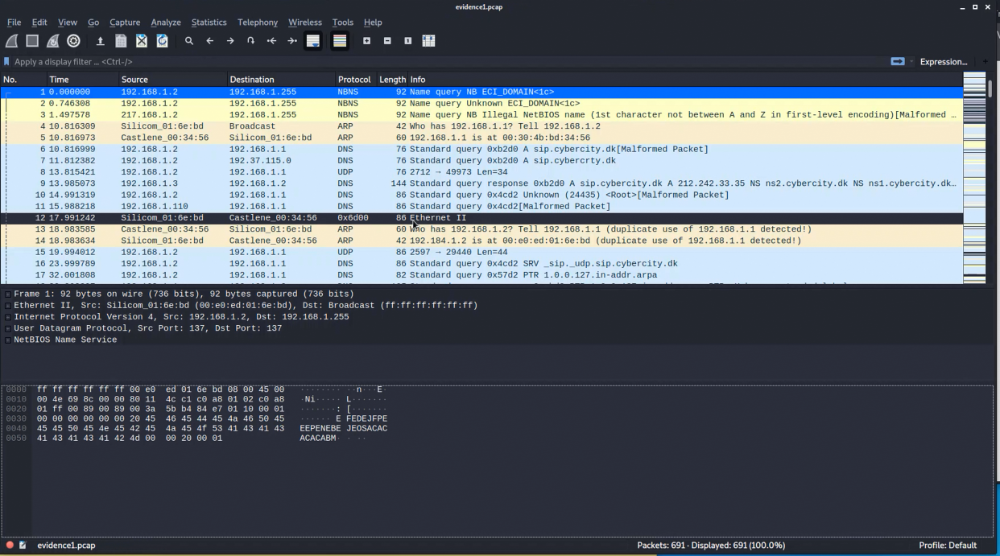 evidence1.pcap
File Edit View Go Capture Analyze Statistics Telephony Wireless Tools Help
Apply a display filter … <Ctrl-/> Expression…
No. Time Source Destination Protocol Length Info
1 0.000000 192.168.1.2 192.168.1.255 NBNS 92 Name query NB ECI_DOMAIN<1c>
2 0.746308 192.168.1.2 192.168.1.255 NBNS 92 Name query Unknown ECI_DOMAIN<1c>
3 1.497578 217.168.1.2 192.168.1.255 NBNS 92 Name query NB Illegal NetBIOS name (1st character not between A and Z in first-level encoding)[Malformed …
4 10.816309 Silicom_01:6e:bd Broadcast ARP 42 Who has 192.168.1.1? Tell 192.168.1.2
5 10.816973 Castlene_00:34:56 Silicom_01:6e:bd ARP 60 192.168.1.1 is at 00:30:4b:bd:34:56
6 10.816999 192.168.1.2 192.168.1.1 DNS 76 Standard query 0xb2d0 A sip.cybercity.dk[Malformed Packet]
7 11.812382 192.168.1.2 192.37.115.0 DNS 76 Standard query 0xb2d0 A sip.cybercrty.dk
8 13.815421 192.168.1.2 192.168.1.1 UDP 76 2712 → 49973 Len=34
9 13.985073 192.168.1.3 192.168.1.2 DNS 144 Standard query response 0xb2d0 A sip.cybercity.dk A 212.242.33.35 NS ns2.cybercity.dk NS ns1.cybercity.dk…
10 14.991319 192.168.1.2 192.168.1.1 DNS 86 Standard query 0x4cd2 Unknown (24435) <Root>[Malformed Packet]
11 15.988218 192.168.1.110 192.168.1.1 DNS 86 Standard query 0x4cd2[Malformed Packet]
12 17.991242 Silicom_01:6e:bd Castlene_00:34:56 0x6d00 86 Ethernet II
13 18.983585 Castlene_00:34:56 Silicom_01:6e:bd ARP 60 Who has 192.168.1.2? Tell 192.168.1.1 (duplicate use of 192.168.1.1 detected!)
14 18.983634 Silicom_01:6e:bd Castlene_00:34:56 ARP 42 192.184.1.2 is at 00:e0:ed:01:6e:bd (duplicate use of 192.168.1.1 detected!)
15 19.994012 192.168.1.2 192.168.1.1 DNS 86 2597 → 29440 Len=44
16 23.999789 192.168.1.2 192.168.1.1 DNS 86 Standard query 0x4cd2 SRV _sip._udp.sip.cybercity.dk
17 32.001808 192.168.1.2 192.168.1.1 DNS 82 Standard query 0x57d2 PTR 1.0.0.127.in-addr.arpa
Frame 1: 92 bytes on wire (736 bits), 92 bytes captured (736 bits)
Ethernet II, Src: Silicom_01:6e:bd (00:e0:ed:01:6e:bd), Dst: Broadcast (ff:ff:ff:ff:ff:ff)
Internet Protocol Version 4, Src: 192.168.1.2, Dst: 192.168.1.255
User Datagram Protocol, Src Port: 137, Dst Port: 137
NetBIOS Name Service
0000 ff ff ff ff ff ff 00 e0 ed 01 6e bd 08 00 45 00 ········ ··n···E·
0010 00 4e 69 8c 00 00 80 11 4c c1 c0 a8 01 02 c0 a8 ·Ni····· L·······
0020 01 ff 00 89 00 89 00 3a 5b b4 84 e7 01 10 00 01 ·······: [·······
0030 00 00 00 00 00 00 20 45 46 45 44 45 4a 46 50 45 ······ E FEDEJFPE
0040 45 45 50 45 4e 45 42 45 4a 45 4f 53 41 43 41 43 EEPENEBE JEOSACAC
0050 41 43 41 43 41 42 4d 00 00 20 00 01 ACACABM· · ··
evidence1.pcap Packets: 691 · Displayed: 691 (100.0%) Profile: Default